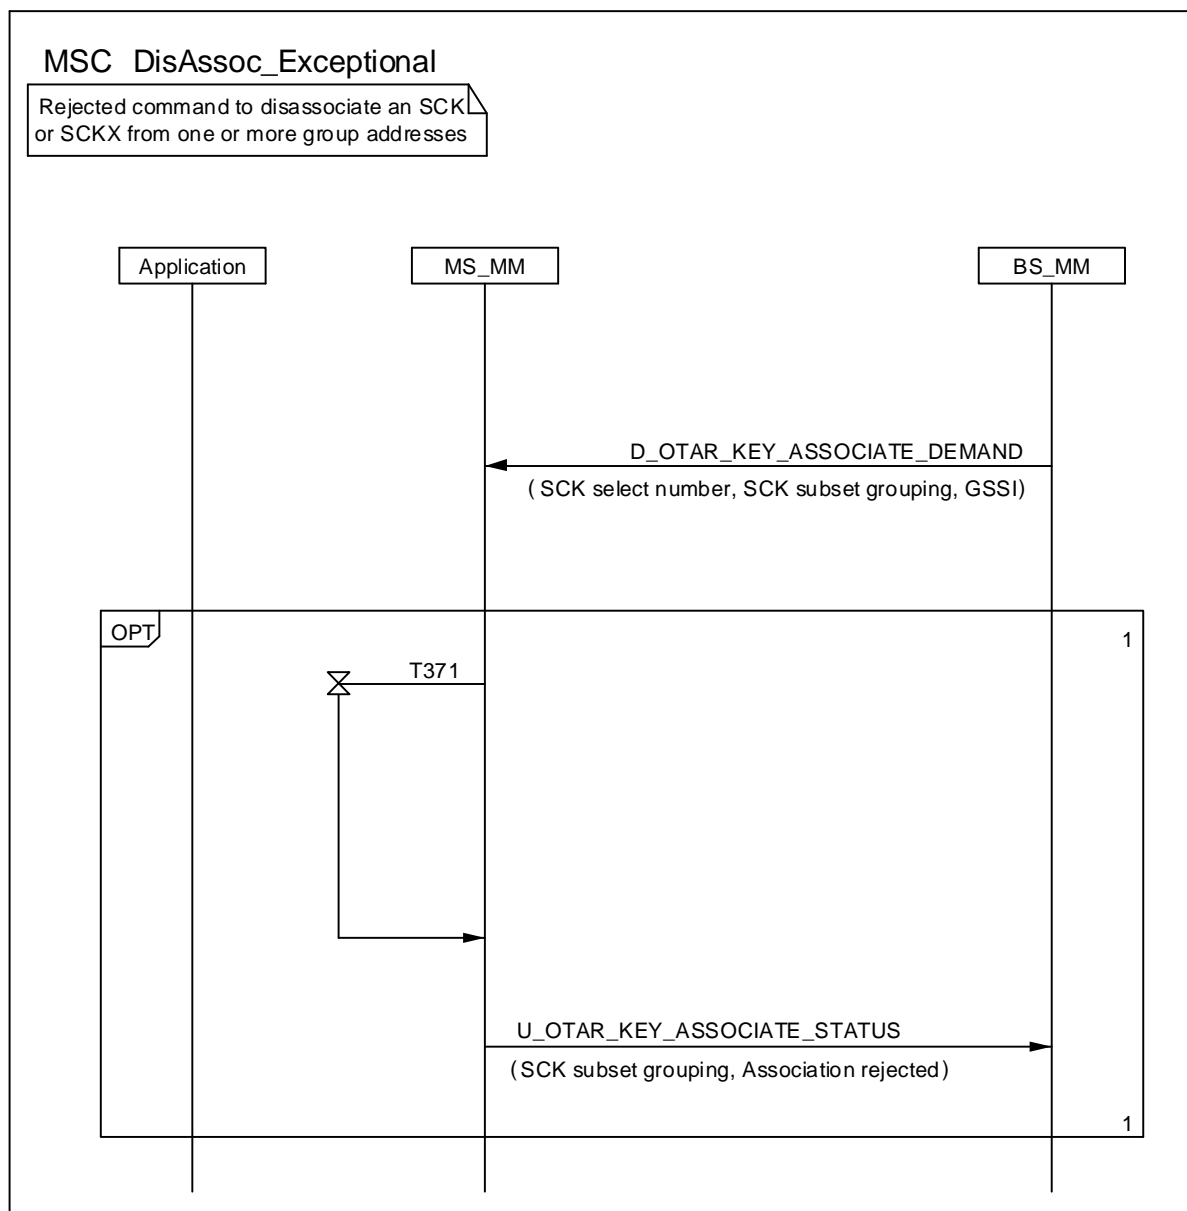 MSC DisAssoc_Exceptional
Rejected command to disassociate an SCK
or SCKX from one or more group addresses
Application
MS_MM
BS_MM
D_OTAR_KEY_ASSOCIATE_DEMAND
(SCK select number, SCK subset grouping, GSSI)
OPT
1
T371
U_OTAR_KEY_ASSOCIATE_STATUS
(SCK subset grouping, Association rejected)
1